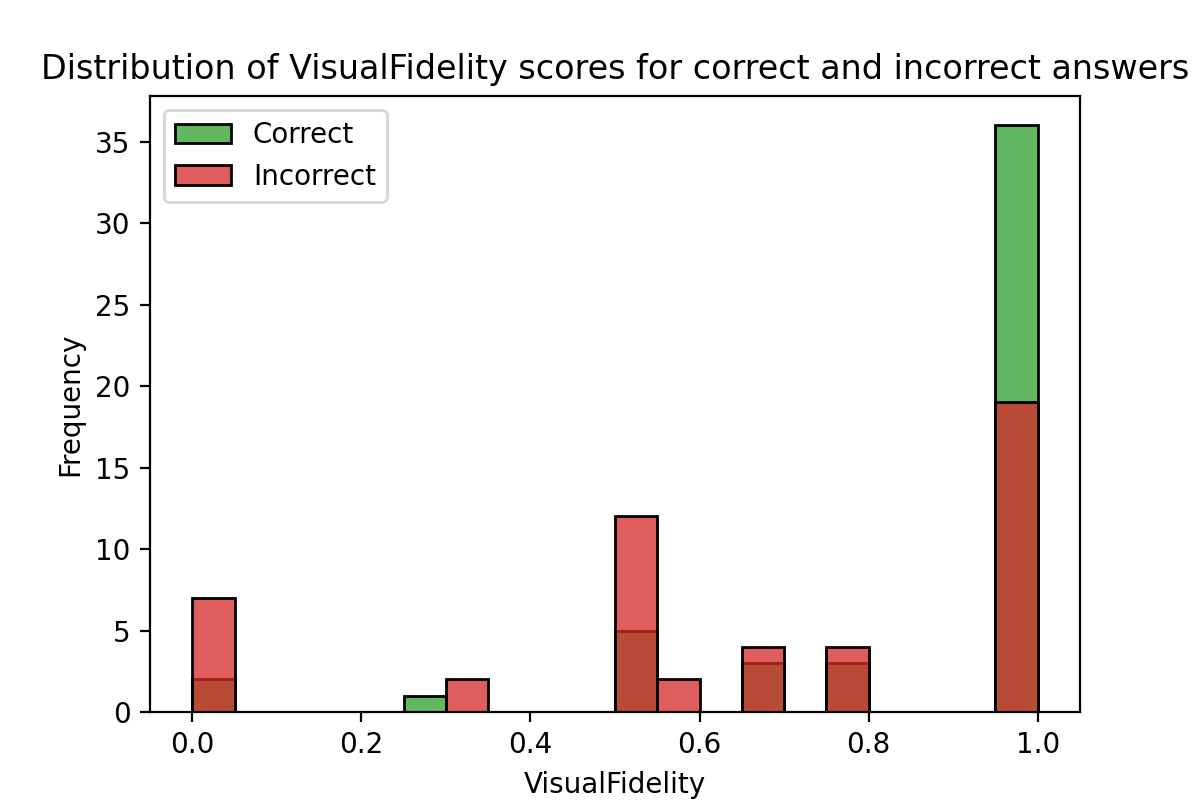 Distribution of VisualFidelity scores for correct and incorrect answers
Correct
Incorrect
35
30
25
20
15
10
5
0
Frequency
0.0 0.2 0.4 0.6 0.8 1.0
VisualFidelity